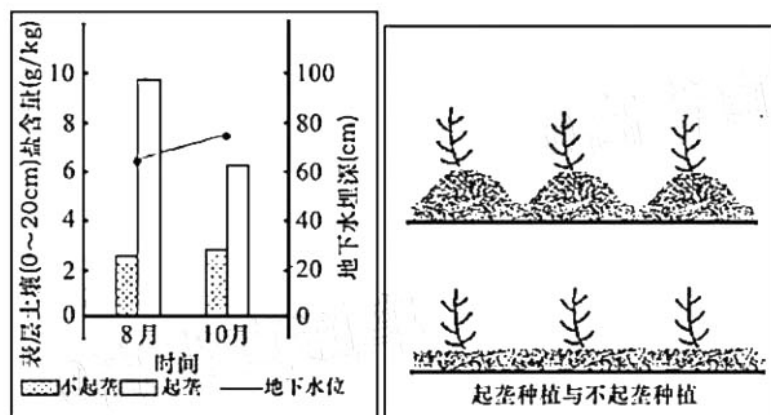 表层土壤(0～20cm)盐含量(g/kg)
10
8
6
4
2
0
100
80
60
40
20
0
地下水埋深(cm)
8月
10月
时间
不起垄
起垄
地下水位
起垄种植与不起垄种植